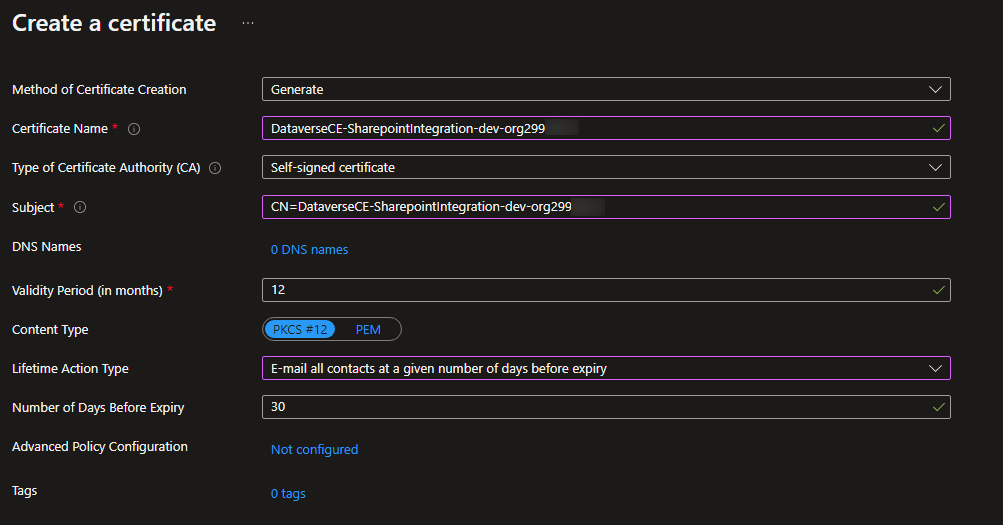 Create a certificate ...
Method of Certificate Creation Generate
Certificate Name * DataverseCE-SharepointIntegration-dev-org299
Type of Certificate Authority (CA) Self-signed certificate
Subject * CN=DataverseCE-SharepointIntegration-dev-org299
DNS Names 0 DNS names
Validity Period (in months) * 12
Content Type PKCS #12 PEM
Lifetime Action Type E-mail all contacts at a given number of days before expiry
Number of Days Before Expiry 30
Advanced Policy Configuration Not configured
Tags 0 tags